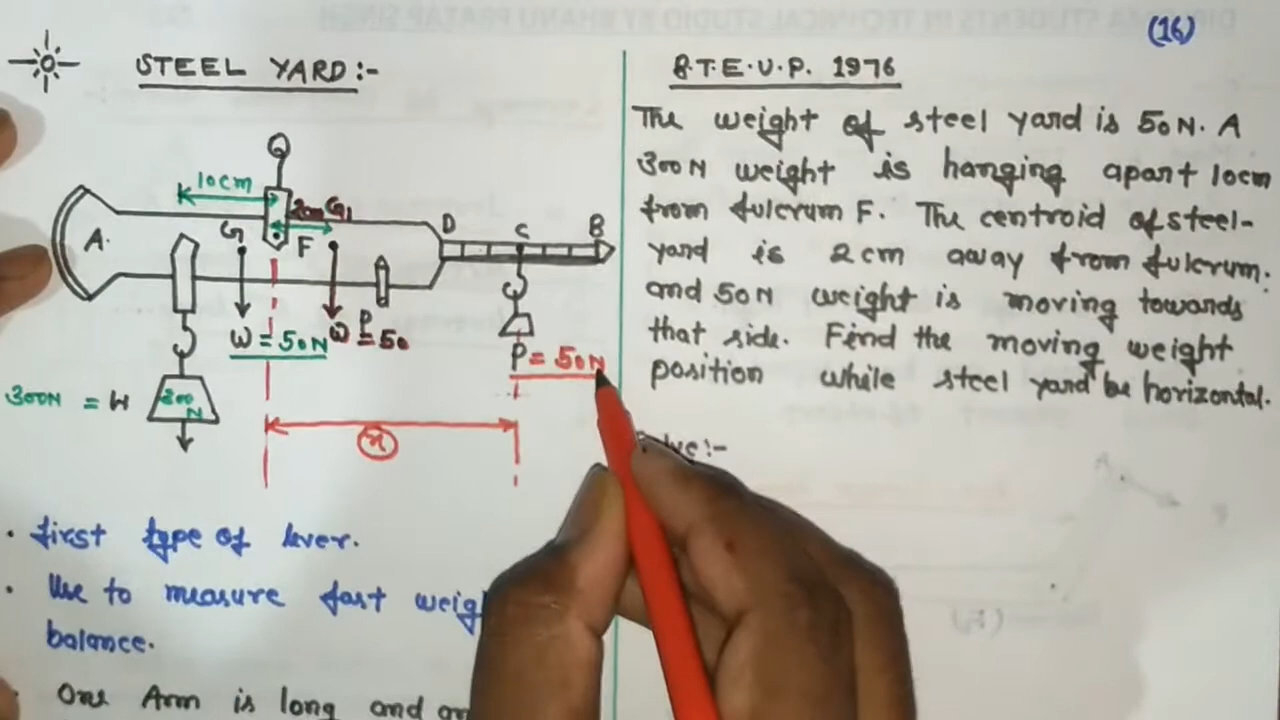 (16)
STEEL YARD:-
Q
10cm
2cm G1
A.
G
F
D
C
B
W = 50N
W P = 50
P = 50N
300N = W
300
N
x
. first type of lever.
. Use to measure fast weig
balance.
One Arm is long and
B.T.E.U.P. 1976
The weight of steel yard is 50N. A
300N weight is hanging apart 10cm
from fulcrum F. The centroid of steel-
yard is 2cm away from fulcrum.
and 50N weight is moving towards
that side. Find the moving weight
position while steel yard be horizontal.